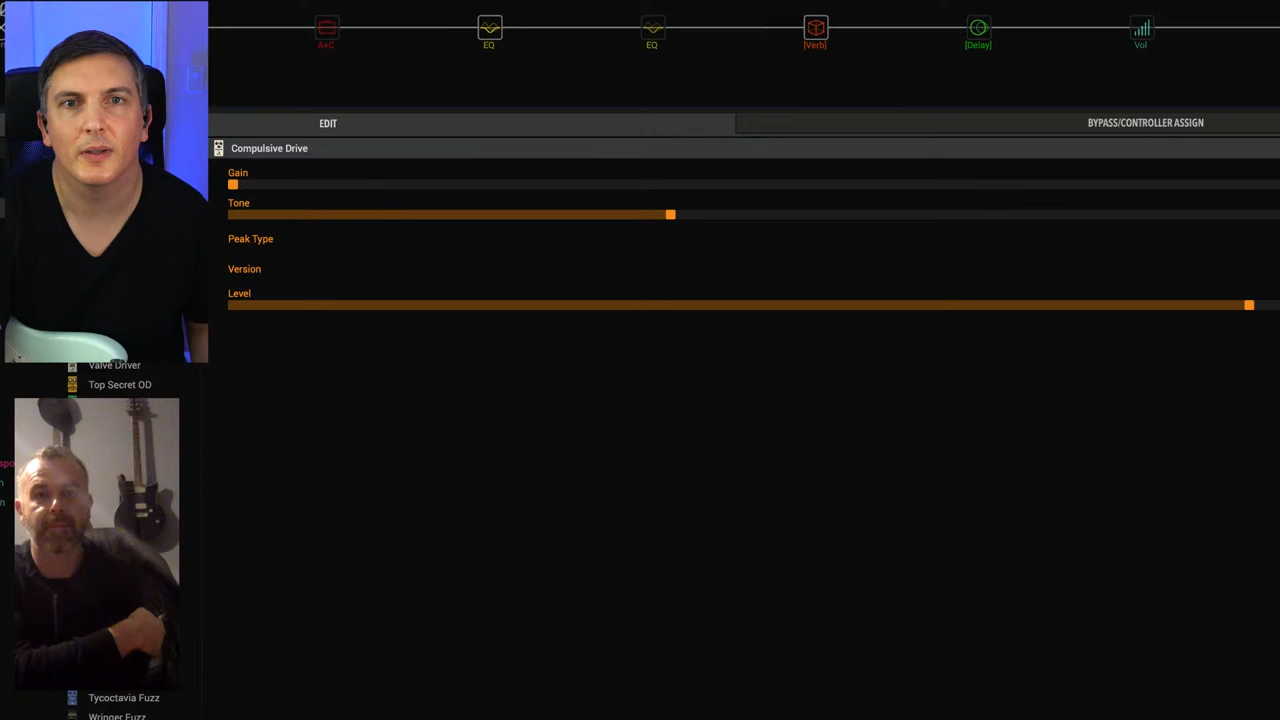 A+C
EQ
EQ
[Verb]
[Delay]
Vol
EDIT
BYPASS/CONTROLLER ASSIGN
Compulsive Drive
Gain
Tone
Peak Type
Version
Level
Valve Driver
Top Secret OD
Tycoctavia Fuzz
Wringer Fuzz